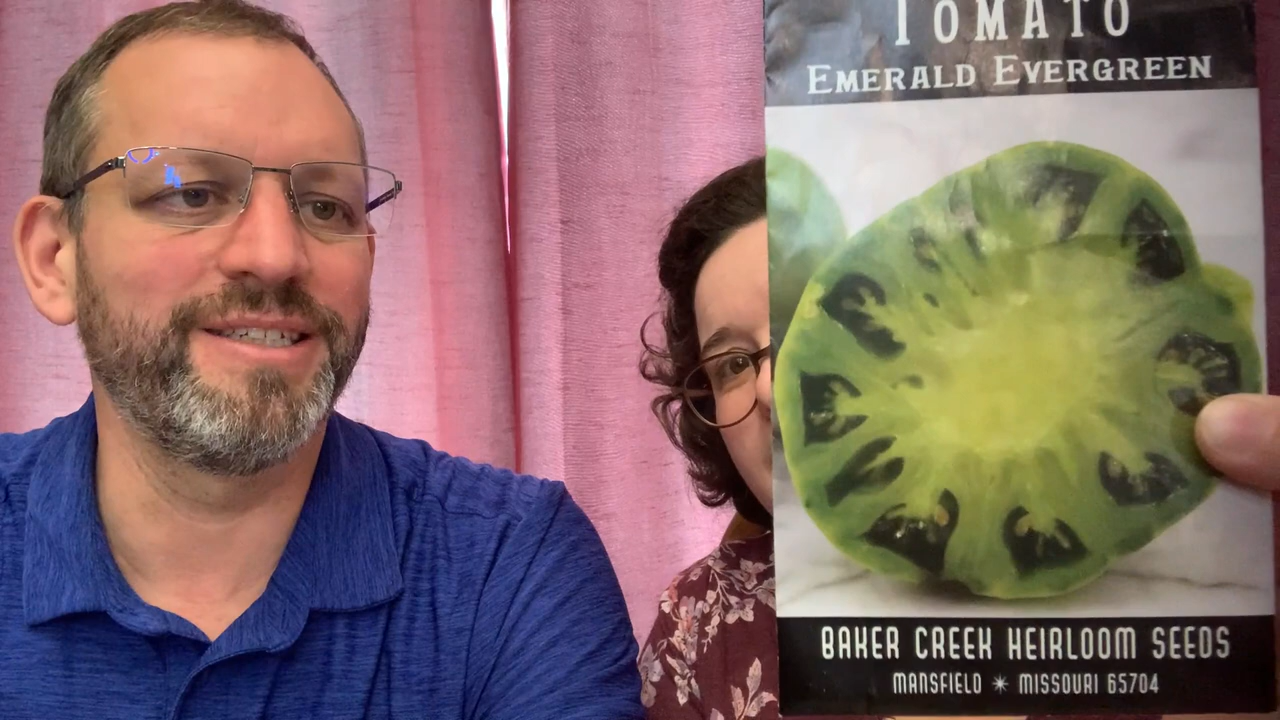 TOMATO
EMERALD EVERGREEN
BAKER CREEK HEIRLOOM SEEDS
MANSFIELD * MISSOURI 65704